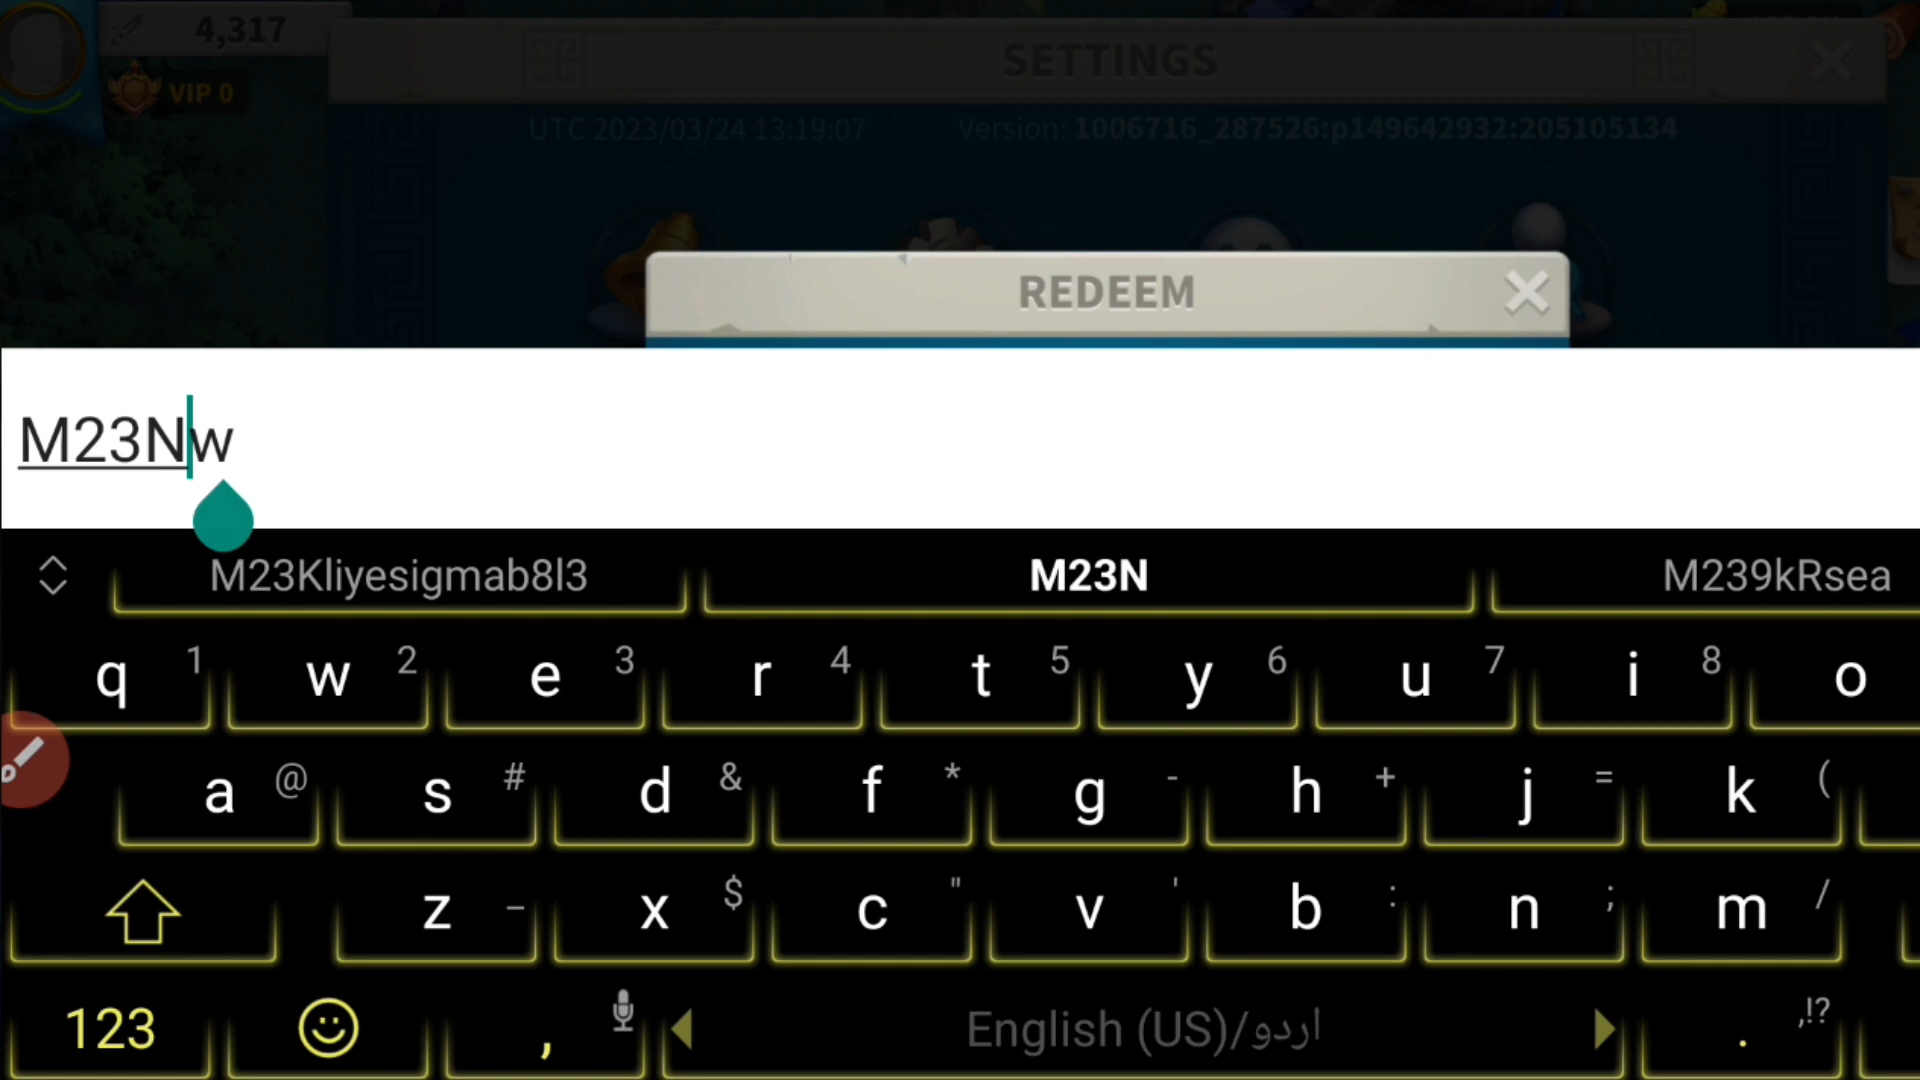 4,317
SETTINGS
VIP 0
UTC 2023/03/24 13:19:07 Version: 1006716_287526:p149642932:205105134
REDEEM
M23Nw
M23Kliyesigmab8l3 M23N M239kRsea
q 1 w 2 e 3 r 4 t 5 y 6 u 7 i 8 o
a @ s # d & f * g - h + j = k (
z _ x $ c " v ' b : n ; m /
123 , English (US)/اردو . ,!?